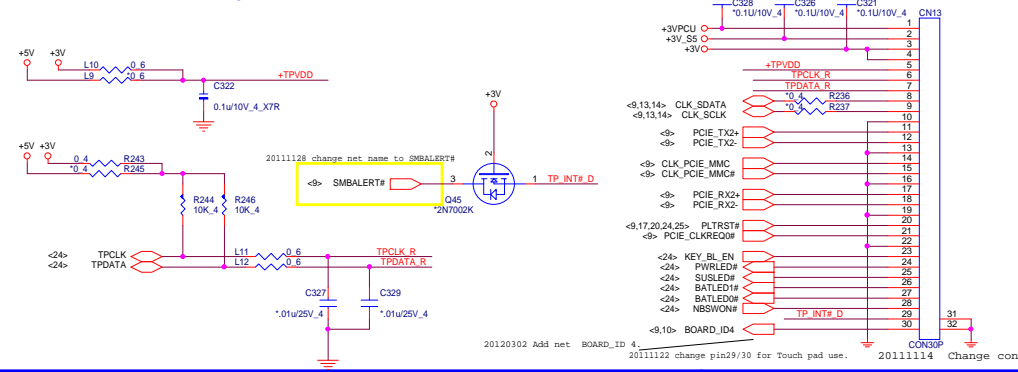 C328
C326
C321
*0.1U/10V_4
*0.1U/10V_4
*0.1U/10V_4
CN13
+3VPCU
1
+3V_S5
2
+3V
3
4
+TPVDD
5
TPCLK_R
6
TPDATA_R
7
<9,13,14> CLK_SDATA
*0_4
R236
8
<9,13,14> CLK_SCLK
*0_4
R237
9
10
<9> PCIE_TX2+
11
<9> PCIE_TX2-
12
13
<9> CLK_PCIE_MMC
14
<9> CLK_PCIE_MMC#
15
16
<9> PCIE_RX2+
17
<9> PCIE_RX2-
18
19
<9,17,20,24,25> PLTRST#
20
<9> PCIE_CLKREQ0#
21
22
<24> KEY_BL_EN
23
<24> PWRLED#
24
<24> SUSLED#
25
<24> BATLED1#
26
<24> BATLED0#
27
<24> NBSWON#
28
TP_INT#_D
29
<9,10> BOARD_ID4
30
31
32
CON30P
+5V
+3V
L10
0_6
L9
*0_6
+TPVDD
C322
0.1u/10V_4_X7R
+3V
2
20111128 change net name to SMBALERT#
<9> SMBALERT#
3
1
TP_INT#_D
Q45
*2N7002K
+5V
+3V
0_4
R243
*0_4
R245
R244
10K_4
R246
10K_4
<24> TPCLK
L11
0_6
TPCLK_R
<24> TPDATA
L12
0_6
TPDATA_R
C327
*.01u/25V_4
C329
*.01u/25V_4
20120302 Add net BOARD_ID 4.
20111122 change pin29/30 for Touch pad use.
20111114 Change con